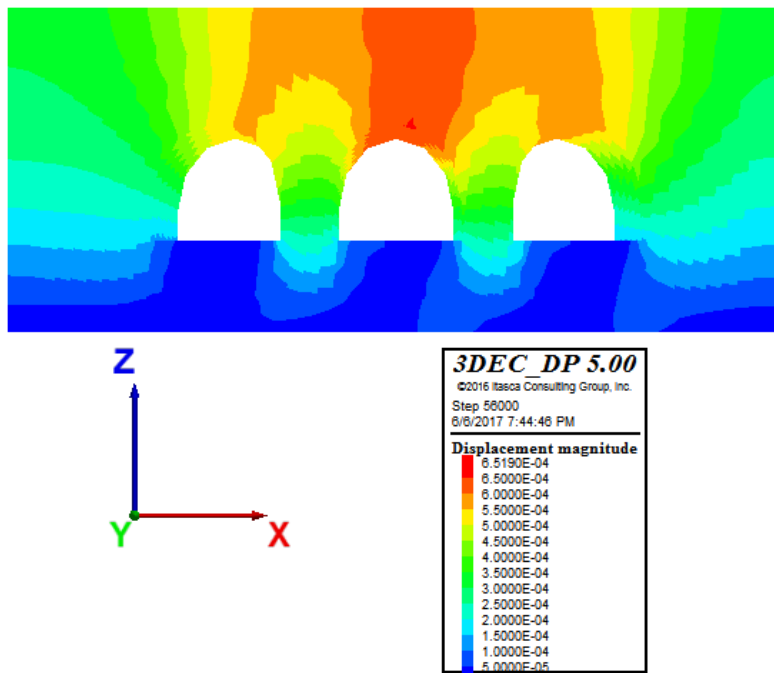 Z
Y
X
3DEC_DP 5.00
©2016 Itasca Consulting Group, Inc.
Step 56000
6/6/2017 7:44:46 PM
Displacement magnitude
6.5190E-04
6.5000E-04
6.0000E-04
5.5000E-04
5.0000E-04
4.5000E-04
4.0000E-04
3.5000E-04
3.0000E-04
2.5000E-04
2.0000E-04
1.5000E-04
1.0000E-04
5.0000E-05